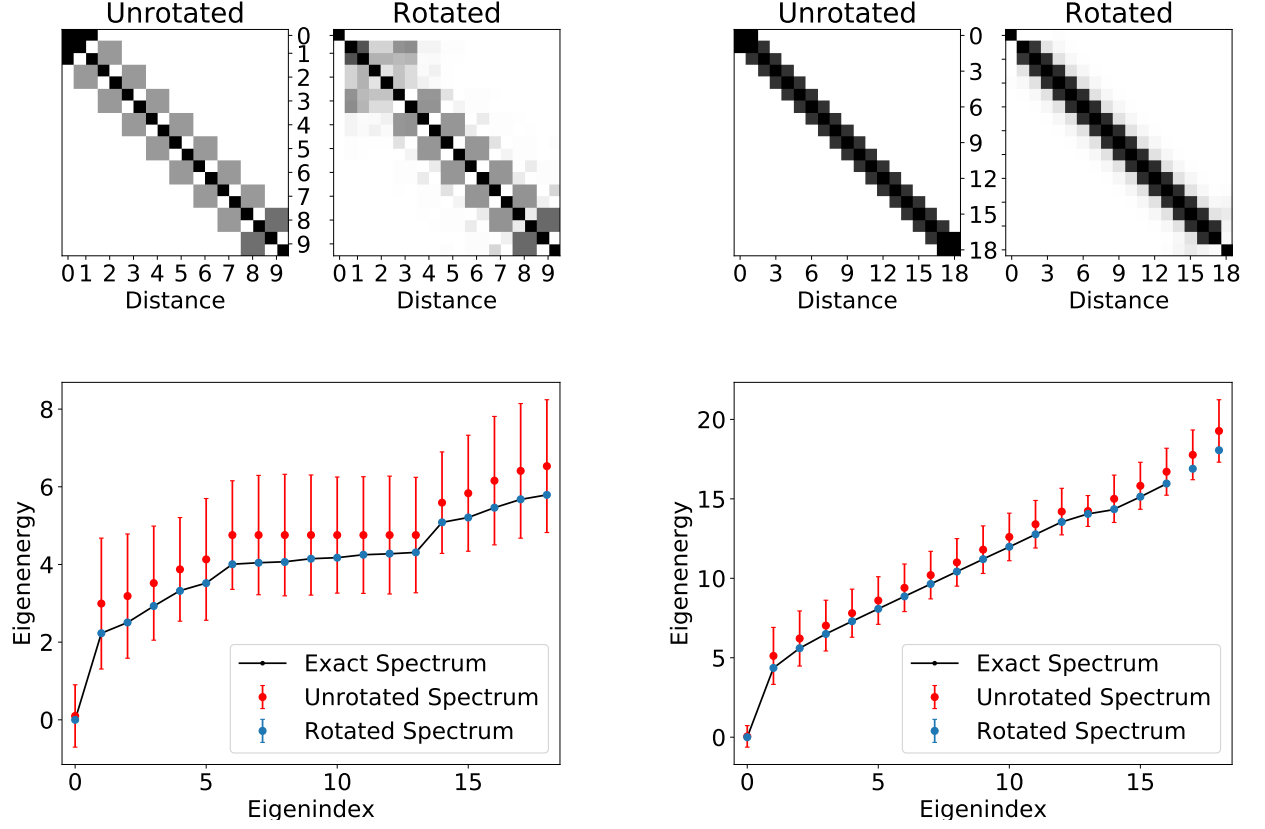 Unrotated
Rotated
Unrotated
Rotated
0
1
2
3
4
5
6
7
8
9
0
3
6
9
12
15
18
0 1 2 3 4 5 6 7 8 9
0 1 2 3 4 5 6 7 8 9
0 3 6 9 12 15 18
0 3 6 9 12 15 18
Distance
Distance
Distance
Distance
8
6
4
2
0
Eigenenergy
Exact Spectrum
Unrotated Spectrum
Rotated Spectrum
0 5 10 15
Eigenindex
20
15
10
5
0
Eigenenergy
Exact Spectrum
Unrotated Spectrum
Rotated Spectrum
0 5 10 15
Eigenindex